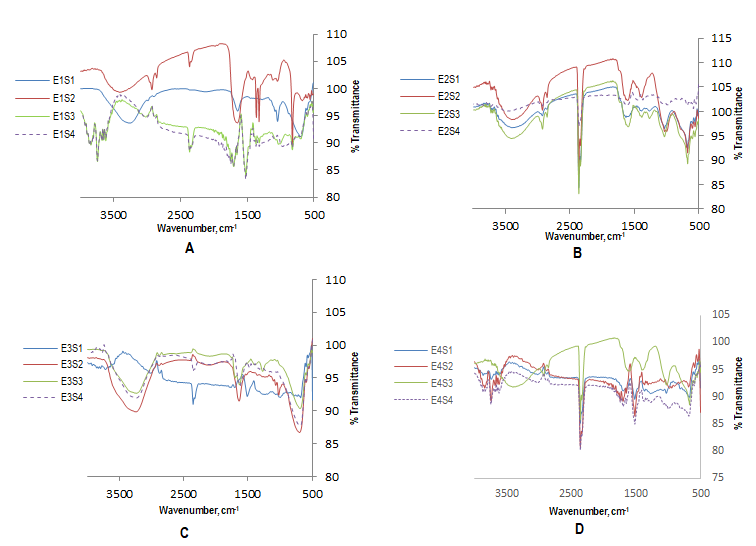 110
105
100
95
90
85
80
% Transmittance
E1S1
E1S2
E1S3
E1S4
3500 2500 1500 500
Wavenumber, cm-1
A
110
105
100
95
90
85
80
% Transmittance
E2S1
E2S2
E2S3
E2S4
3500 2500 1500 500
Wavenumber, cm-1
B
110
105
100
95
90
85
80
% Transmittance
E3S1
E3S2
E3S3
E3S4
3500 2500 1500 500
Wavenumber, cm-1
C
105
100
95
90
85
80
75
% Transmittance
E4S1
E4S2
E4S3
E4S4
3500 2500 1500 500
Wavenumber, cm-1
D